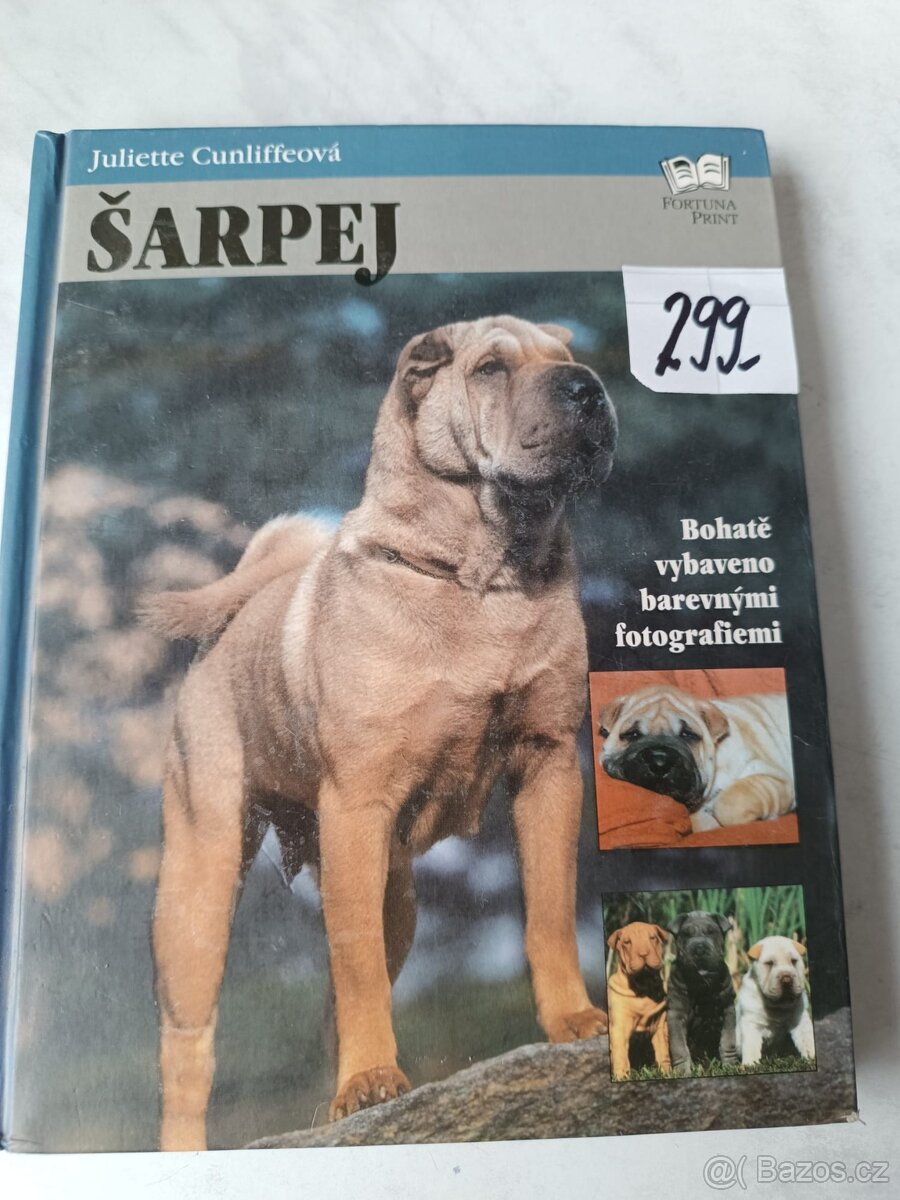 Juliette Cunliffeová
FORTUNA
PRINT
ŠARPEJ
299-
Bohatě
vybaveno
barevnými
fotografiemi
@( Bazos.cz